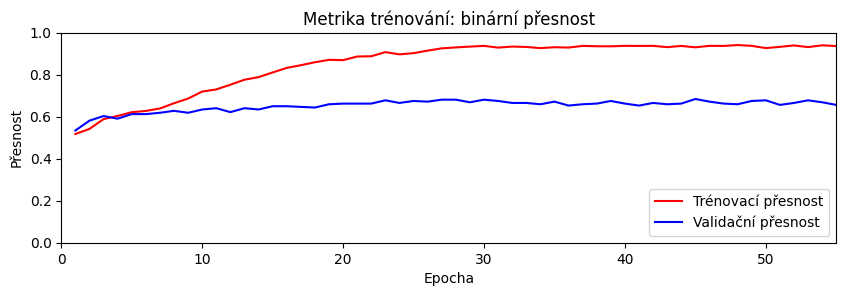 Metrika trénování: binární přesnost
Přesnost
1.0
0.8
0.6
0.4
0.2
0.0
0 10 20 30 40 50
Epocha
Trénovací přesnost
Validační přesnost